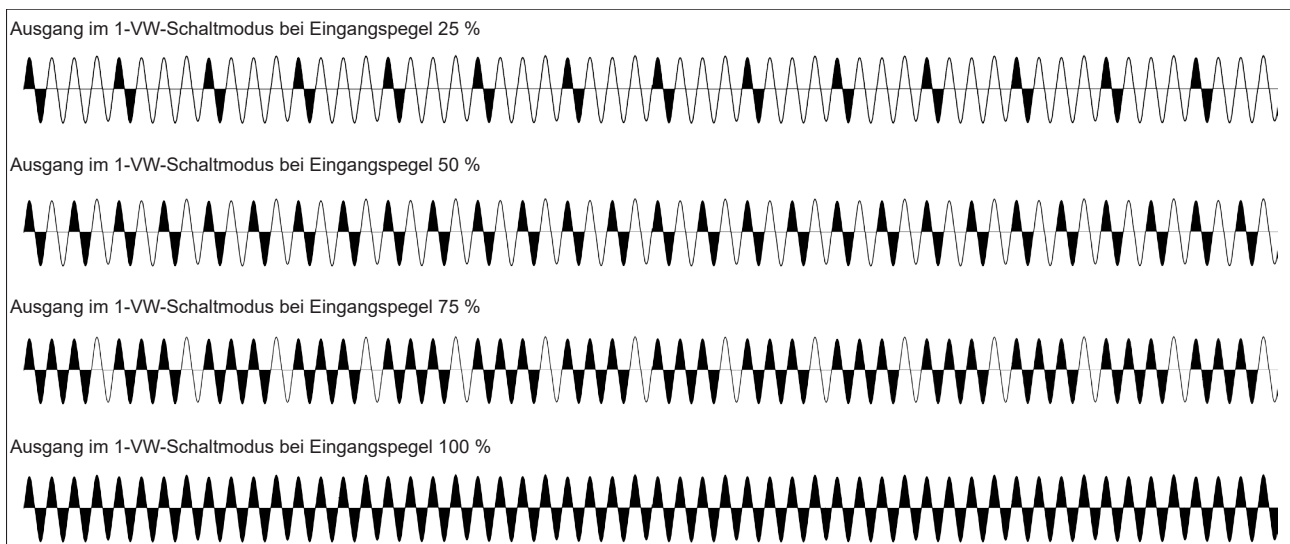 Ausgang im 1-VW-Schaltmodus bei Eingangspegel 25 %
Ausgang im 1-VW-Schaltmodus bei Eingangspegel 50 %
Ausgang im 1-VW-Schaltmodus bei Eingangspegel 75 %
Ausgang im 1-VW-Schaltmodus bei Eingangspegel 100 %